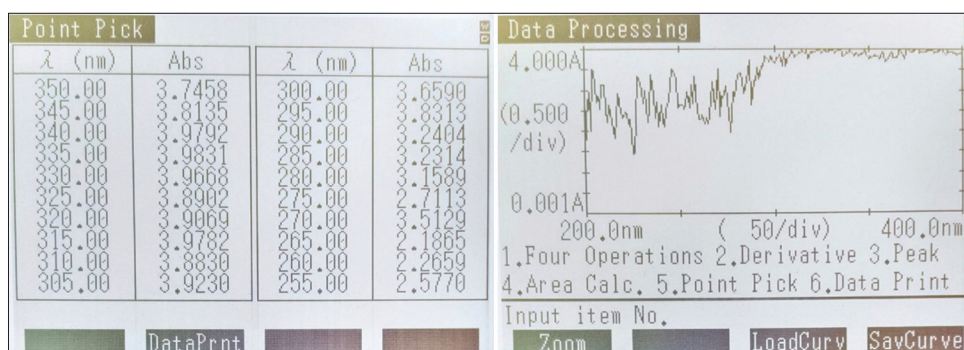 Point Pick
λ (nm) Abs λ (nm) Abs
350.00 3.7458 300.00 3.6590
345.00 3.8135 295.00 3.8313
340.00 3.9792 290.00 3.2404
335.00 3.9831 285.00 3.2314
330.00 3.9668 280.00 3.1589
325.00 3.8902 275.00 2.7113
320.00 3.9069 270.00 3.5129
315.00 3.9782 265.00 2.1865
310.00 3.8830 260.00 2.2659
305.00 3.9230 255.00 2.5770
DataPrnt
Data Processing
4.000A
(0.500
/div)
0.001A
200.0nm ( 50/div) 400.0nm
1.Four Operations 2.Derivative 3.Peak
4.Area Calc. 5.Point Pick 6.Data Print
Input item No.
Zoom LoadCurv SavCurve